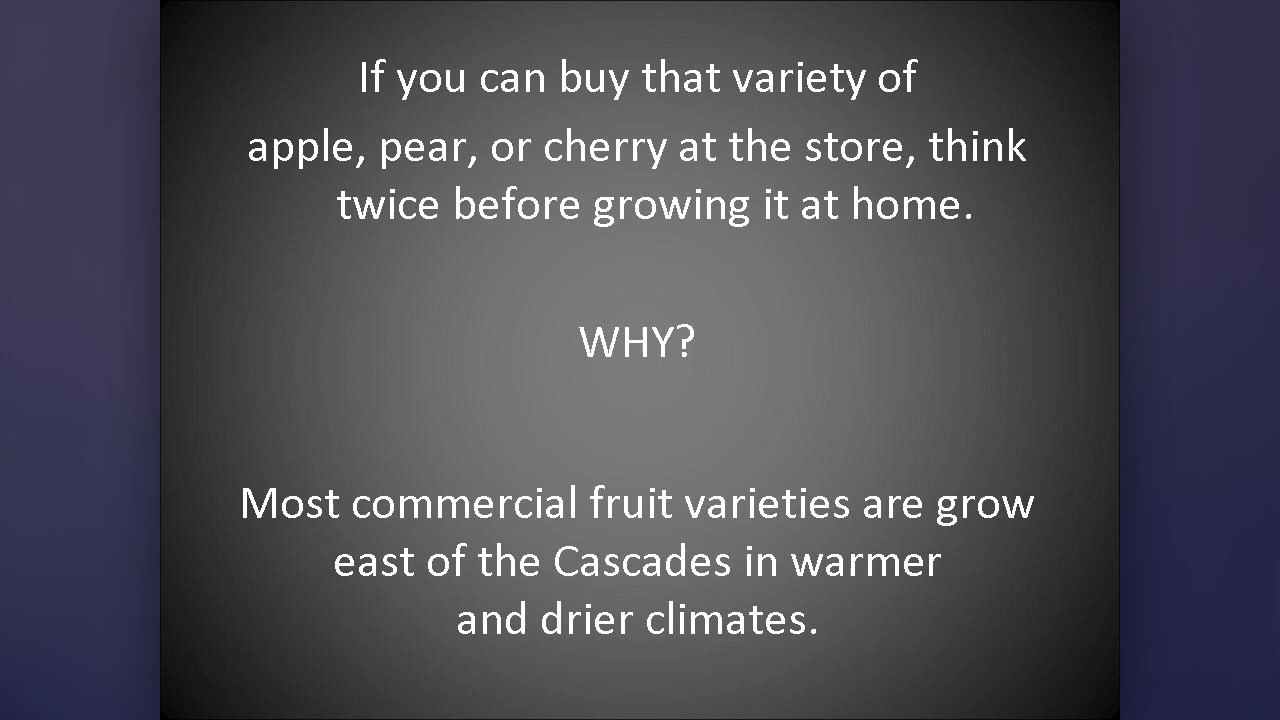 If you can buy that variety of
apple, pear, or cherry at the store, think
twice before growing it at home.
WHY?
Most commercial fruit varieties are grow
east of the Cascades in warmer
and drier climates.